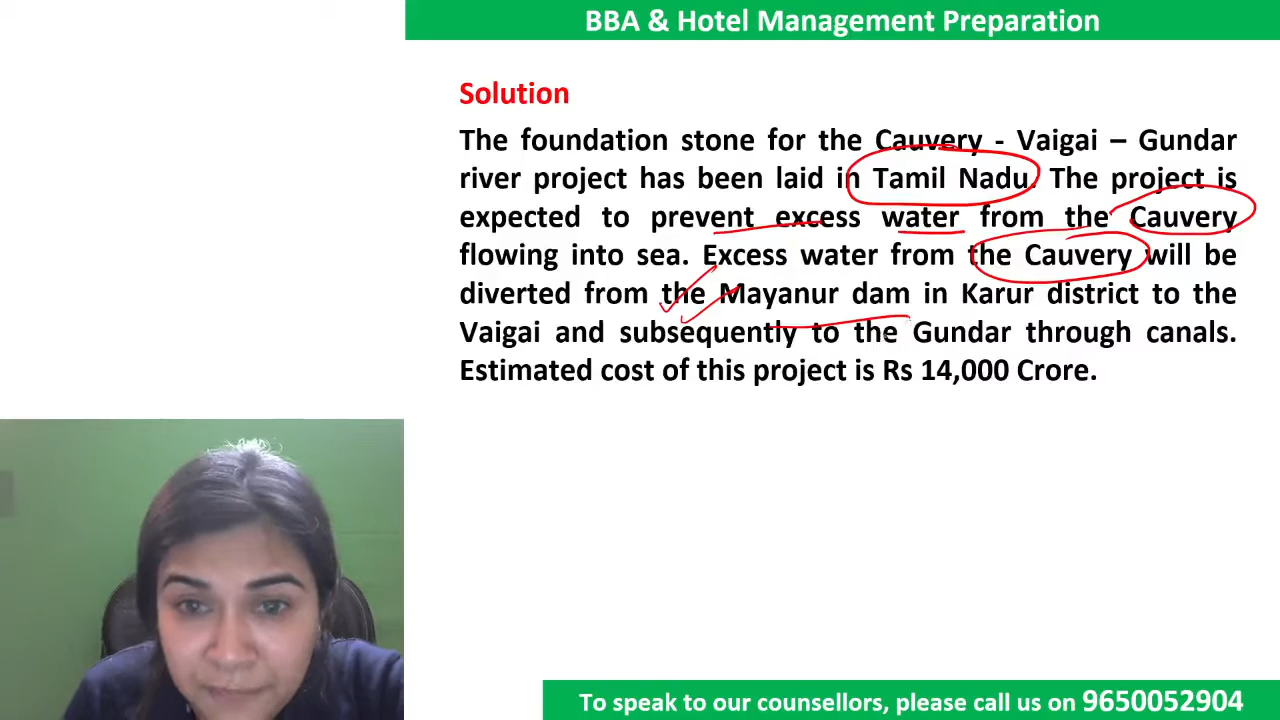 BBA & Hotel Management Preparation
Solution
The foundation stone for the Cauvery - Vaigai – Gundar
river project has been laid in Tamil Nadu. The project is
expected to prevent excess water from the Cauvery
flowing into sea. Excess water from the Cauvery will be
diverted from the Mayanur dam in Karur district to the
Vaigai and subsequently to the Gundar through canals.
Estimated cost of this project is Rs 14,000 Crore.
To speak to our counsellors, please call us on 9650052904